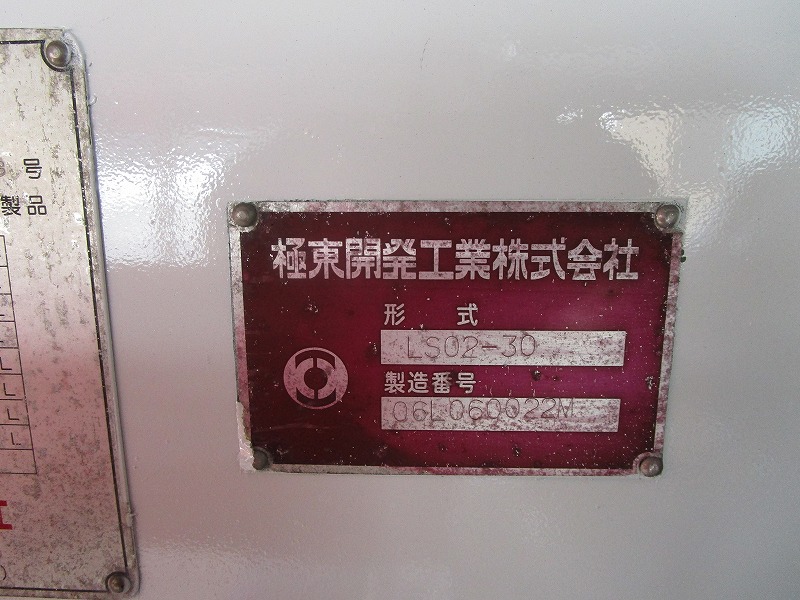 号
製品
L
L
L
L
極東開発工業株式会社
形 式
LS02-30
製造番号
06L060022M